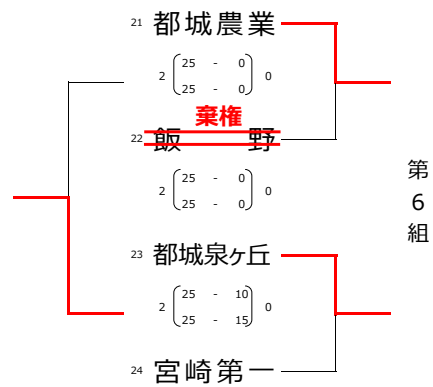 21 都城農業
2 25 - 0 0
25 - 0
棄権
22 飯 野
2 25 - 0 0
25 - 0
第6組
23 都城泉ヶ丘
2 25 - 10 0
25 - 15
24 宮崎第一